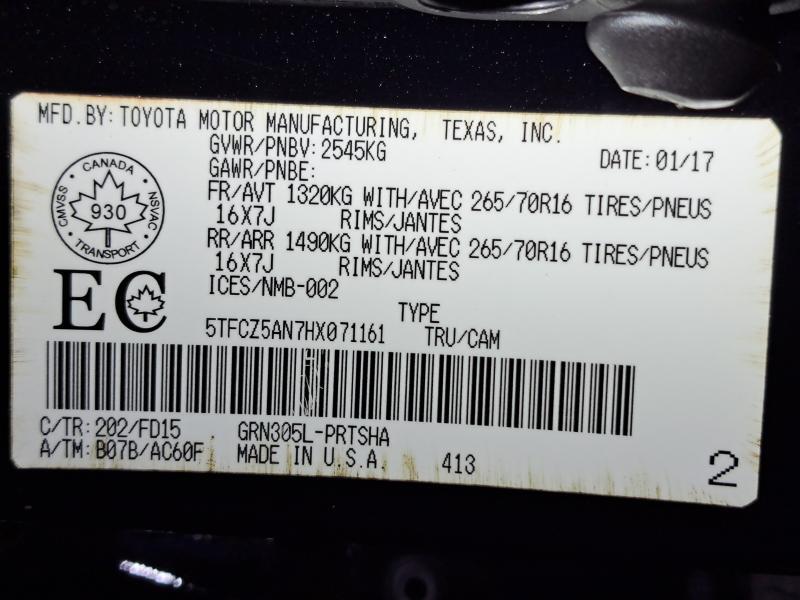 MFD.BY:TOYOTA MOTOR MANUFACTURING, TEXAS, INC.
GVWR/PNBV:2545KG DATE:01/17
GAWR/PNBE:
FR/AVT 1320KG WITH/AVEC 265/70R16 TIRES/PNEUS
16X7J RIMS/JANTES
RR/ARR 1490KG WITH/AVEC 265/70R16 TIRES/PNEUS
16X7J RIMS/JANTES
ICES/NMB-002
CANADA
CMVSS 930 NSVAC
TRANSPORT
EC
TYPE
5TFCZ5AN7HX071161 TRU/CAM
C/TR:202/FD15 GRN305L-PRTSHA
A/TM:B07B/AC60F MADE IN U.S.A. 413
2